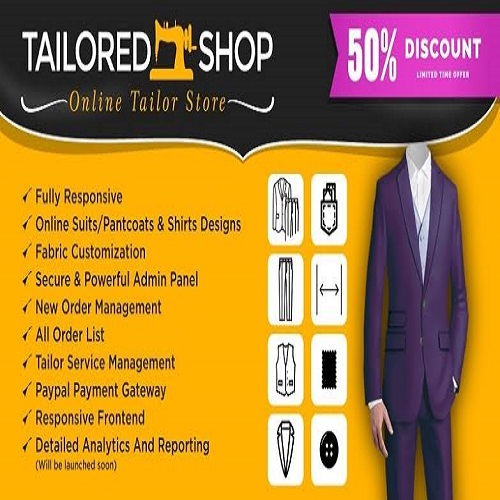 TAILORED SHOP
Online Tailor Store
50% DISCOUNT
LIMITED TIME OFFER
Fully Responsive
Online Suits/Pantcoats & Shirts Designs
Fabric Customization
Secure & Powerful Admin Panel
New Order Management
All Order List
Tailor Service Management
Paypal Payment Gateway
Responsive Frontend
Detailed Analytics And Reporting
(Will be launched soon)